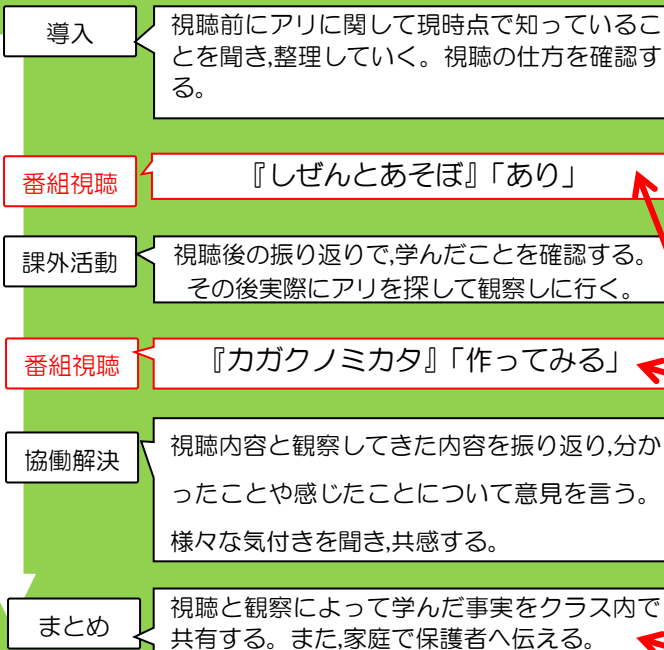 導入
視聴前にアリに関して現時点で知っているこ
とを聞き,整理していく。視聴の仕方を確認す
る。
番組視聴
『しぜんとあそぼ』「あり」
課外活動
視聴後の振り返りで,学んだことを確認する。
その後実際にアリを探して観察しに行く。
番組視聴
『カガクノミカタ』「作ってみる」
協働解決
視聴内容と観察してきた内容を振り返り,分か
ったことや感じたことについて意見を言う。
様々な気付きを聞き,共感する。
まとめ
視聴と観察によって学んだ事実をクラス内で
共有する。また,家庭で保護者へ伝える。